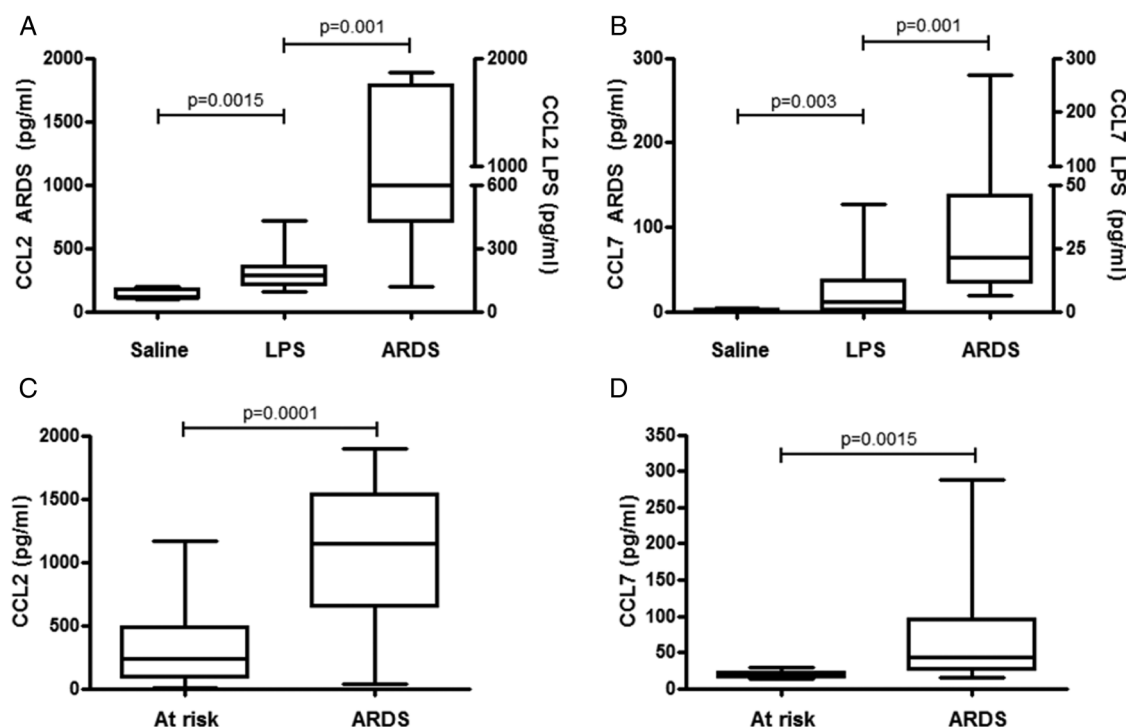 A
p=0.001
p=0.0015
CCL2 ARDS (pg/ml)
2000
1500
1000
500
0
2000
1000
600
300
0
CCL2 LPS (pg/ml)
Saline LPS ARDS
B
p=0.001
p=0.003
CCL7 ARDS (pg/ml)
300
200
100
0
300
200
100
50
25
0
CCL7 LPS (pg/ml)
Saline LPS ARDS
C
p=0.0001
CCL2 (pg/ml)
2000
1500
1000
500
0
At risk ARDS
D
p=0.0015
CCL7 (pg/ml)
350
300
250
200
150
100
50
0
At risk ARDS